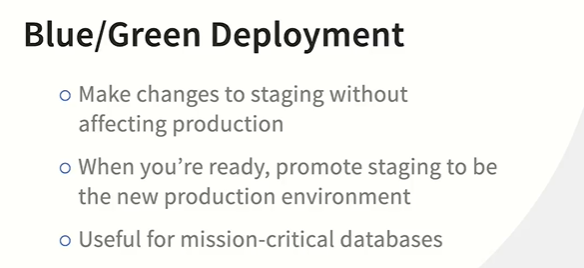 Blue/Green Deployment
Make changes to staging without
affecting production
When you’re ready, promote staging to be
the new production environment
Useful for mission-critical databases